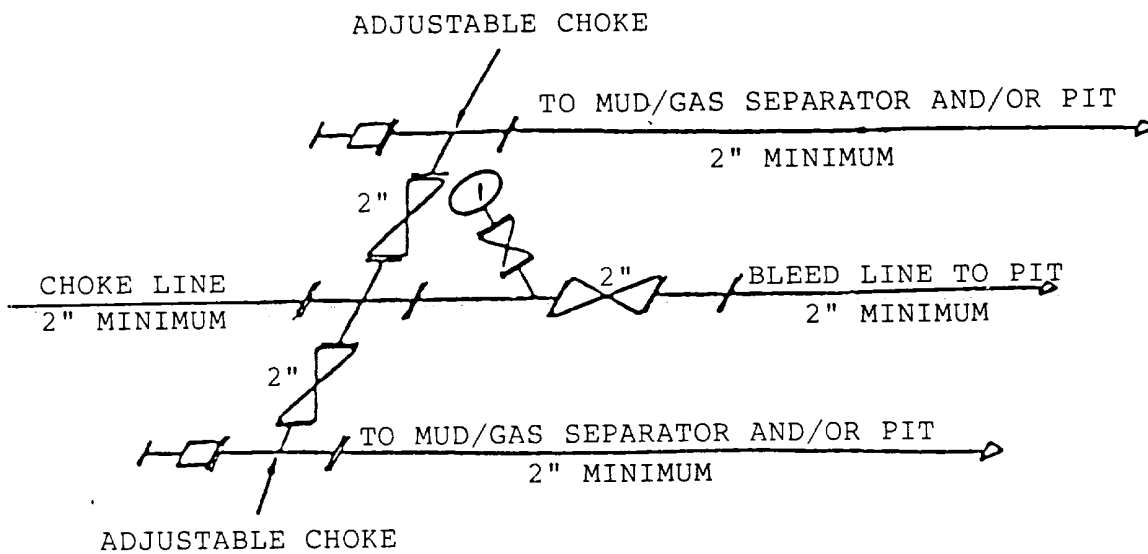 ADJUSTABLE CHOKE
TO MUD/GAS SEPARATOR AND/OR PIT
2" MINIMUM
2"
CHOKE LINE
2" MINIMUM
2"
BLEED LINE TO PIT
2" MINIMUM
2"
TO MUD/GAS SEPARATOR AND/OR PIT
2" MINIMUM
ADJUSTABLE CHOKE